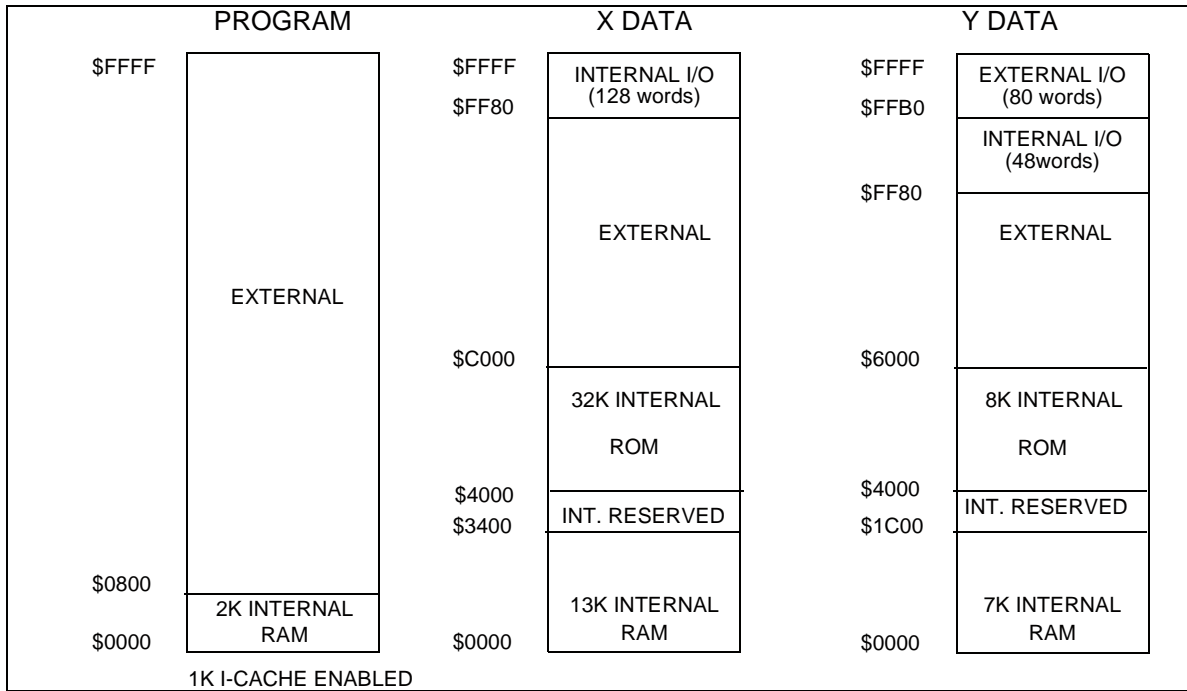 PROGRAM
$FFFF
EXTERNAL
$0800
2K INTERNAL
RAM
$0000
1K I-CACHE ENABLED
X DATA
$FFFF
INTERNAL I/O
(128 words)
$FF80
EXTERNAL
$C000
32K INTERNAL
ROM
$4000
INT. RESERVED
$3400
13K INTERNAL
RAM
$0000
Y DATA
$FFFF
EXTERNAL I/O
(80 words)
$FFB0
INTERNAL I/O
(48words)
$FF80
EXTERNAL
$6000
8K INTERNAL
ROM
$4000
INT. RESERVED
$1C00
7K INTERNAL
RAM
$0000